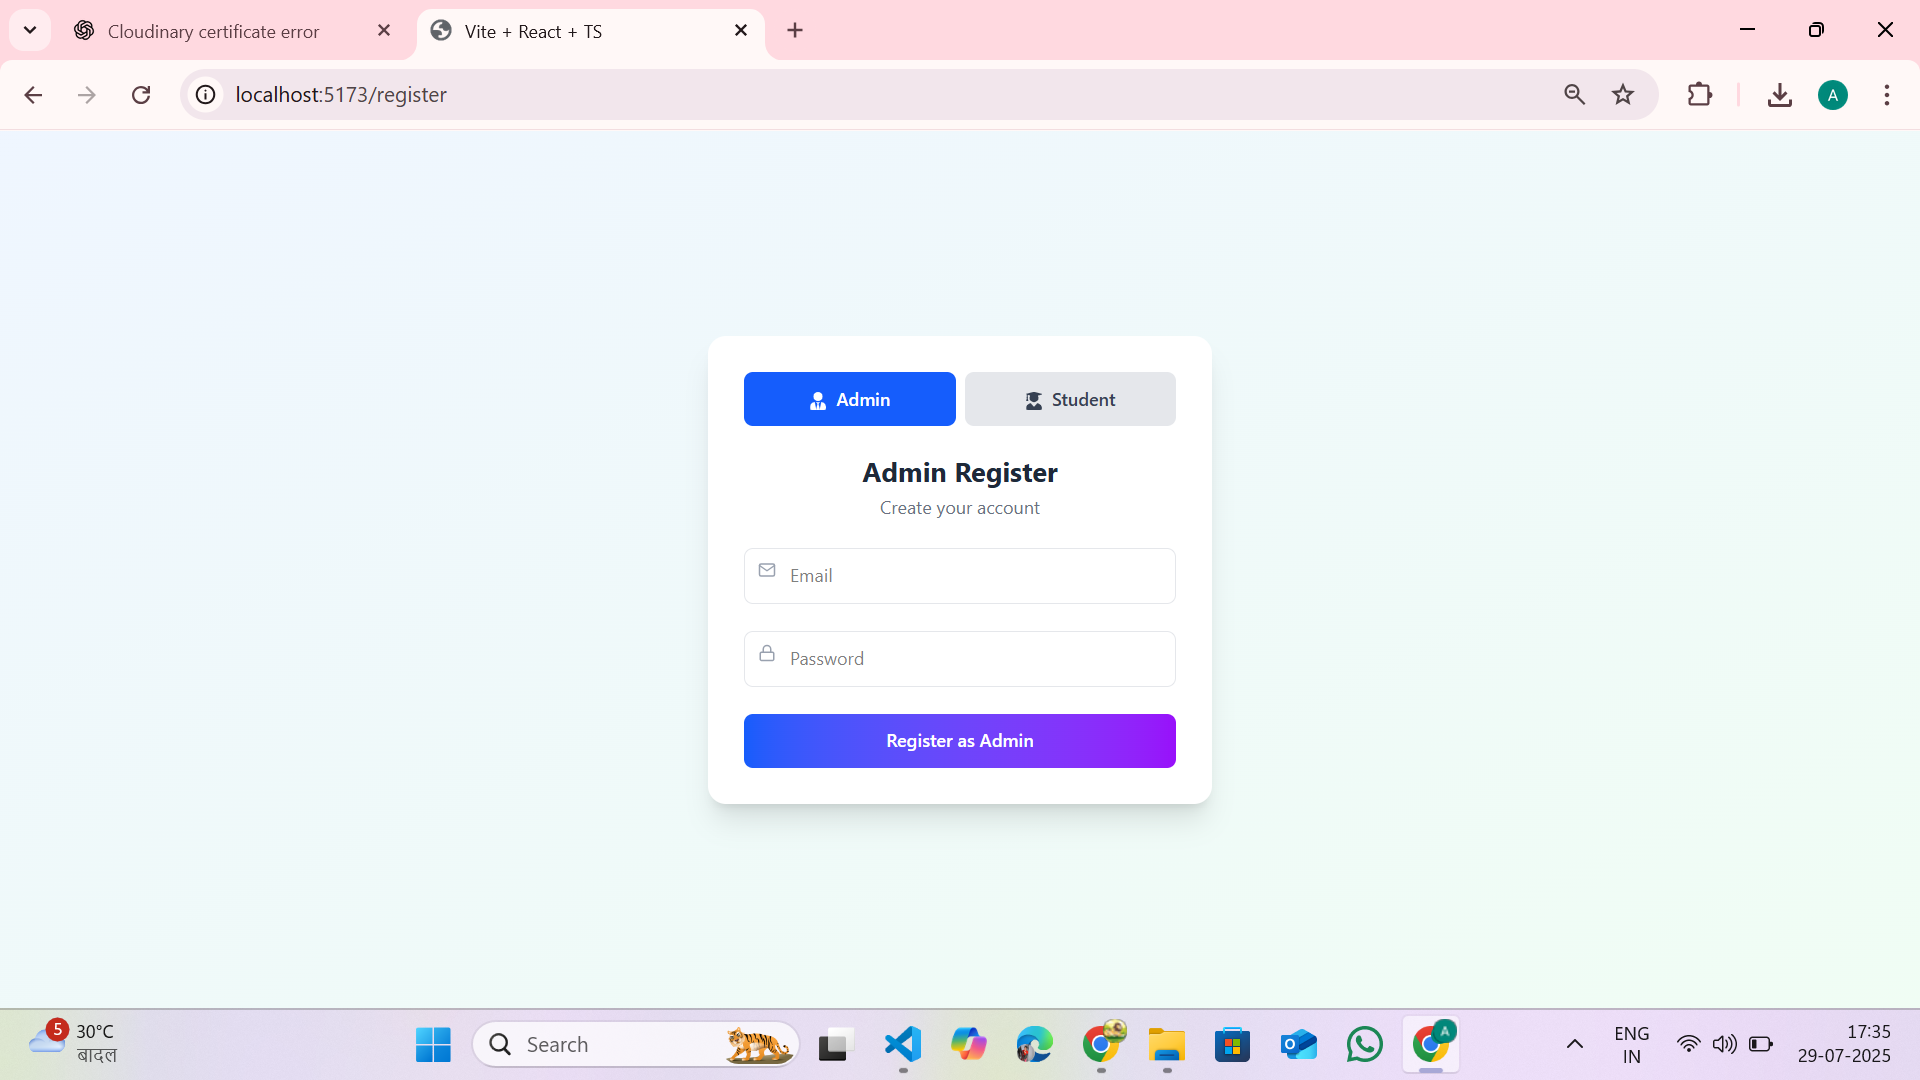 Cloudinary certificate error
Vite + React + TS
localhost:5173/register
A
Admin
Student
Admin Register
Create your account
Email
Password
Register as Admin
5
30°C
बादल
Search
A
ENG
IN
17:35
29-07-2025